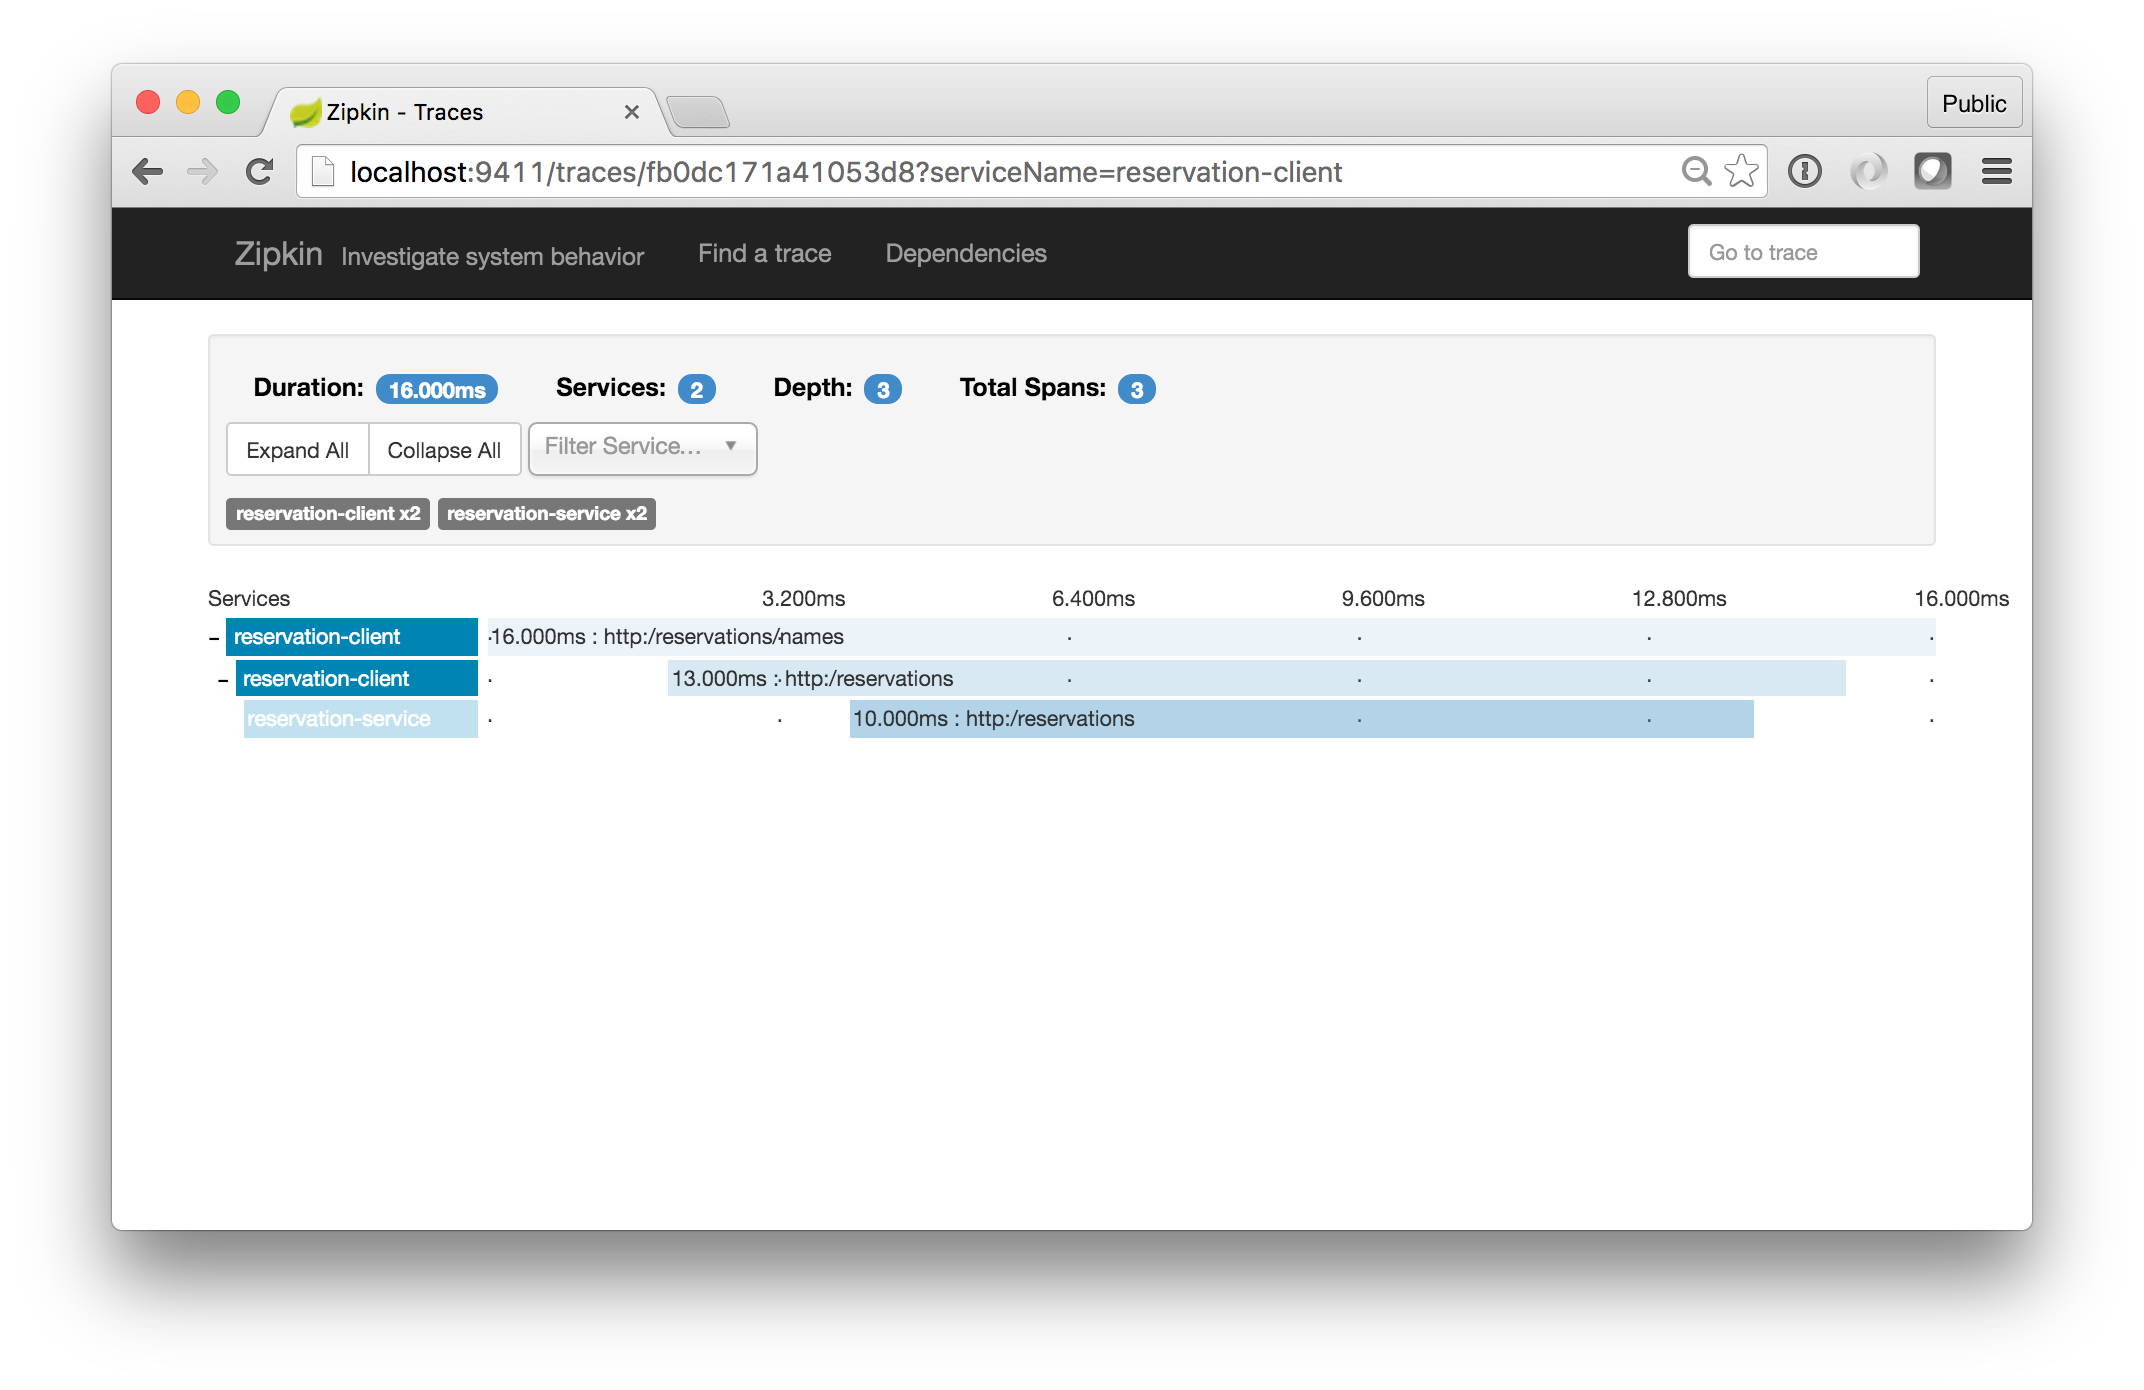 Zipkin - Traces
Public
localhost:9411/traces/fb0dc171a41053d8?serviceName=reservation-client
Zipkin Investigate system behavior Find a trace Dependencies Go to trace
Duration: 16.000ms Services: 2 Depth: 3 Total Spans: 3
Expand All Collapse All Filter Service...
reservation-client x2 reservation-service x2
Services 3.200ms 6.400ms 9.600ms 12.800ms 16.000ms
- reservation-client 16.000ms : http:/reservations/names
- reservation-client 13.000ms : http:/reservations
reservation-service 10.000ms : http:/reservations